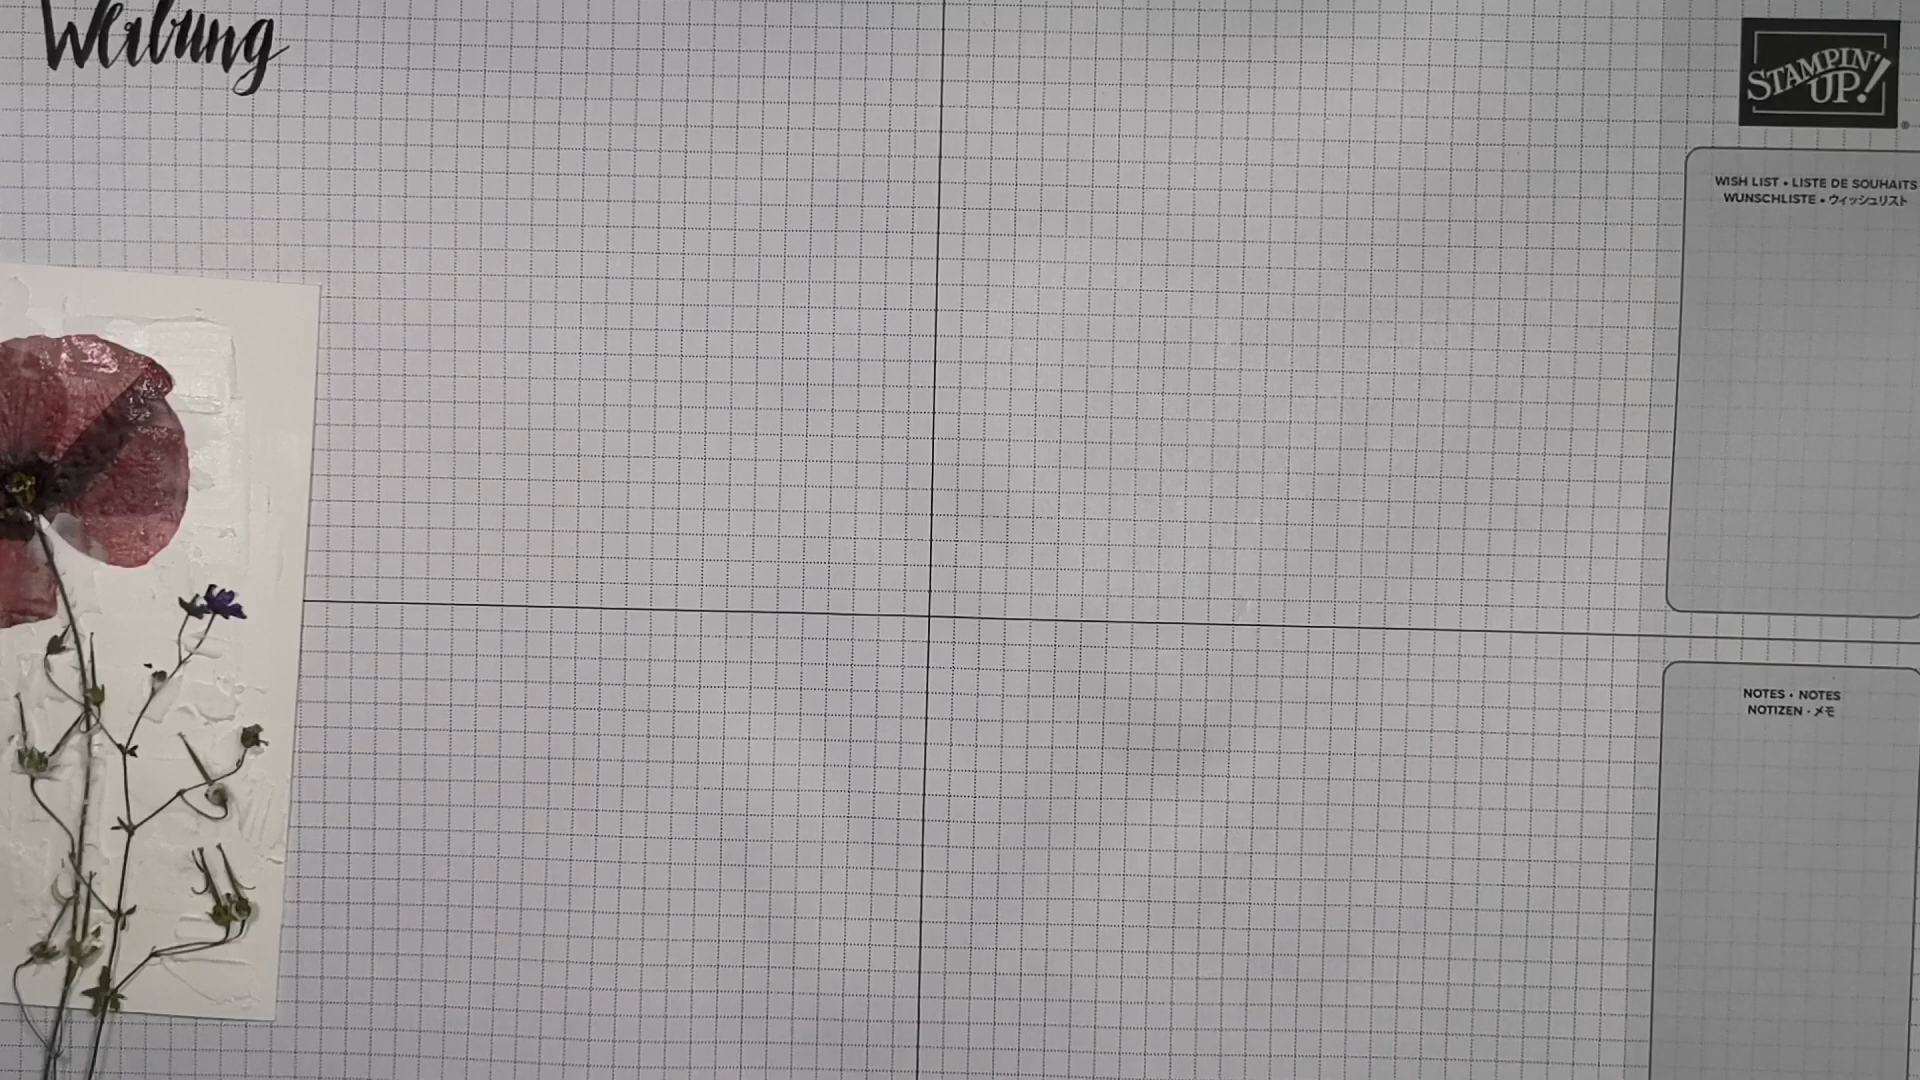 Werbung
STAMPIN'
UP!
®
WISH LIST • LISTE DE SOUHAITS
WUNSCHLISTE • ウィッシュリスト
NOTES • NOTES
NOTIZEN • メモ